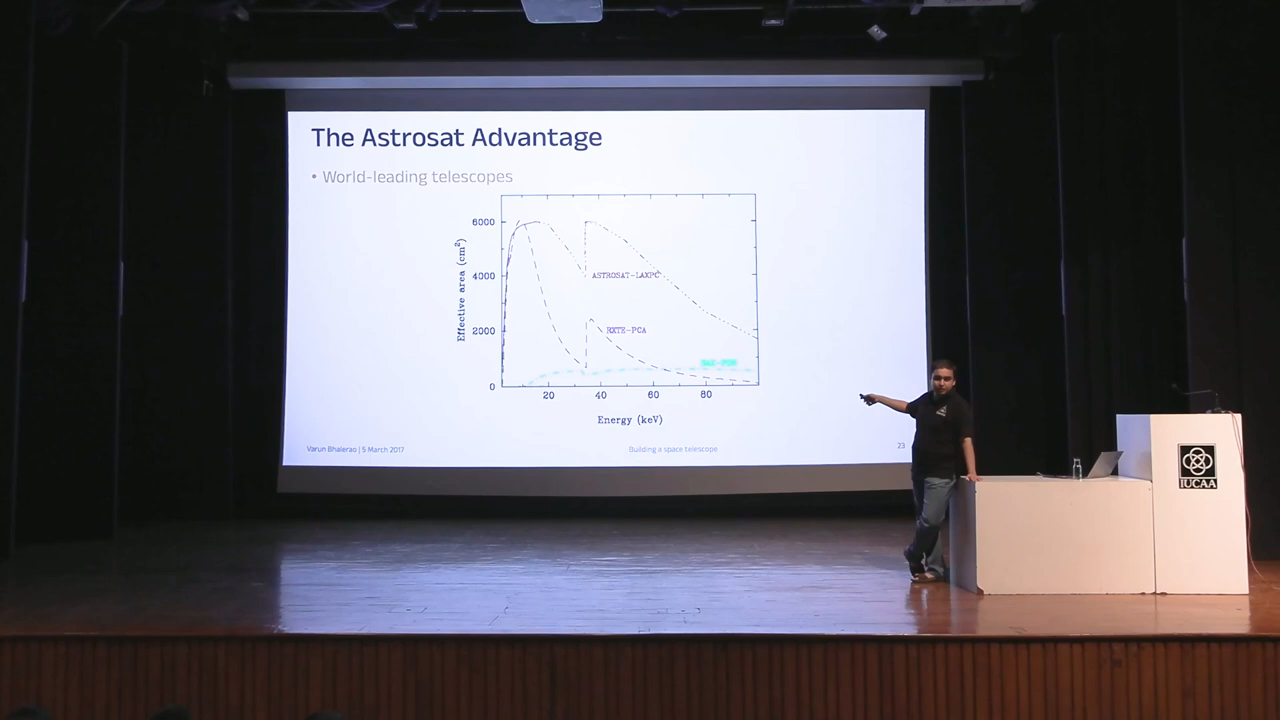 The Astrosat Advantage
• World-leading telescopes
Effective area (cm²)
6000
4000
2000
0
ASTROSAT-LAXPC
RXTE-PCA
20
40
60
80
Energy (keV)
Varun Bhalerao | 5 March 2017
Building a space telescope
23
IUCAA